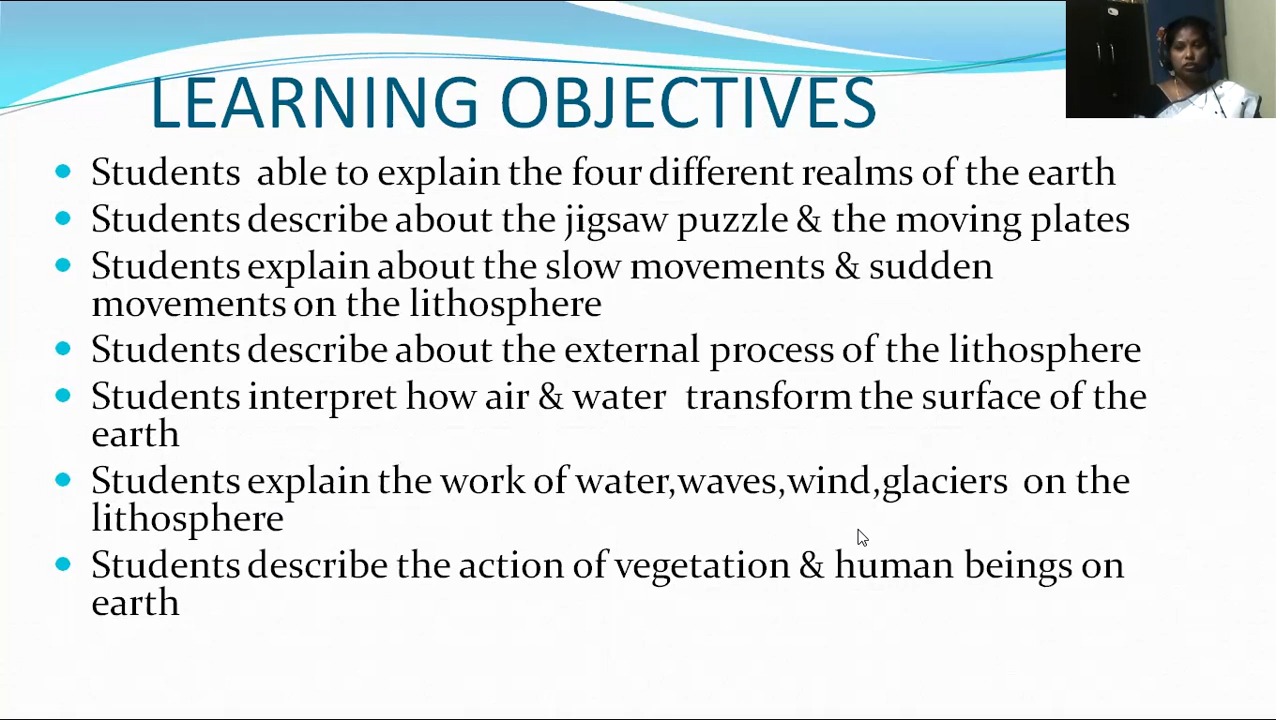 LEARNING OBJECTIVES
Students able to explain the four different realms of the earth
Students describe about the jigsaw puzzle & the moving plates
Students explain about the slow movements & sudden
movements on the lithosphere
Students describe about the external process of the lithosphere
Students interpret how air & water transform the surface of the
earth
Students explain the work of water,waves,wind,glaciers on the
lithosphere
Students describe the action of vegetation & human beings on
earth